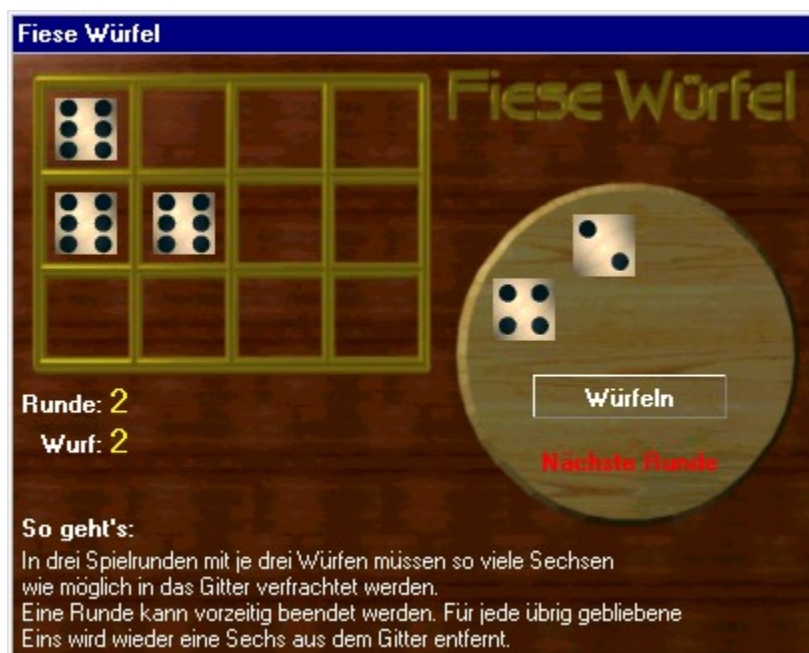 Fiese Würfel
Fiese Würfel
Würfeln
Nächste Runde
Runde: 2
Wurf: 2
So geht's:
In drei Spielrunden mit je drei Würfen müssen so viele Sechsen
wie möglich in das Gitter verfrachtet werden.
Eine Runde kann vorzeitig beendet werden. Für jede übrig gebliebene
Eins wird wieder eine Sechs aus dem Gitter entfernt.